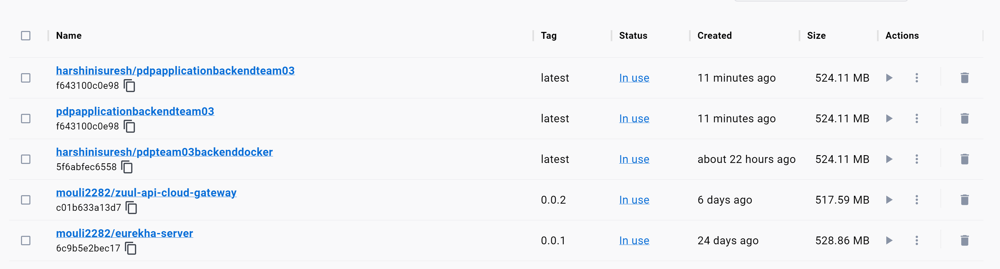 Name Tag Status Created Size Actions
harshinisuresh/pdpapplicationbackendteam03
f643100c0e98
latest In use 11 minutes ago 524.11 MB
pdpapplicationbackendteam03
f643100c0e98
latest In use 11 minutes ago 524.11 MB
harshinisuresh/pdpteam03backenddocker
5f6abfec6558
latest In use about 22 hours ago 524.11 MB
mouli2282/zuul-api-cloud-gateway
c01b633a13d7
0.0.2 In use 6 days ago 517.59 MB
mouli2282/eurekha-server
6c9b5e2bec17
0.0.1 In use 24 days ago 528.86 MB